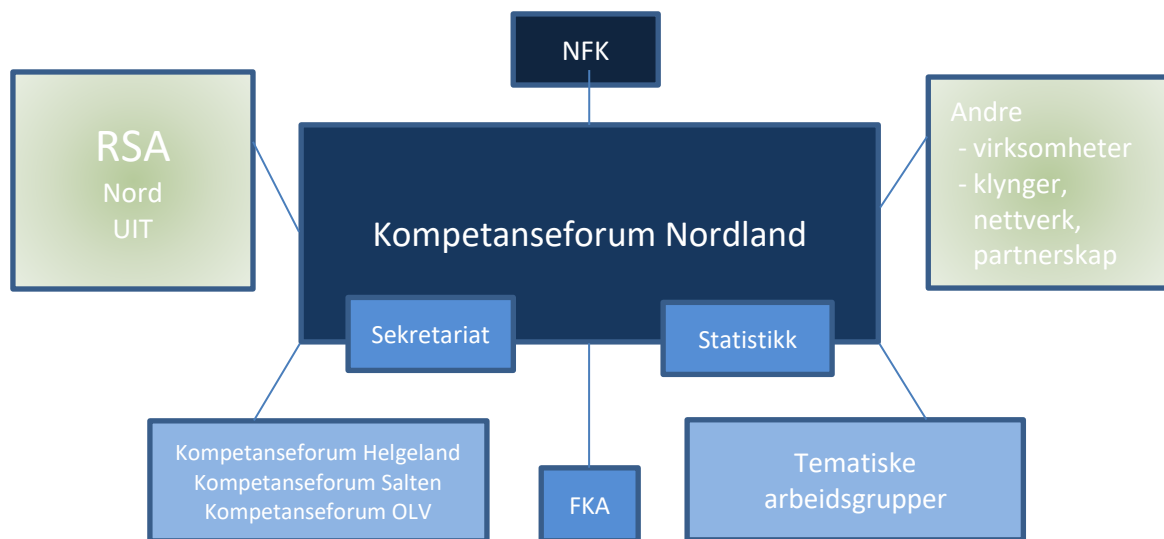 NFK
RSA
Nord
UIT
Andre
- virksomheter
- klynger,
nettverk,
partnerskap
Kompetanseforum Nordland
Sekretariat
Statistikk
Kompetanseforum Helgeland
Kompetanseforum Salten
Kompetanseforum OLV
FKA
Tematiske
arbeidsgrupper